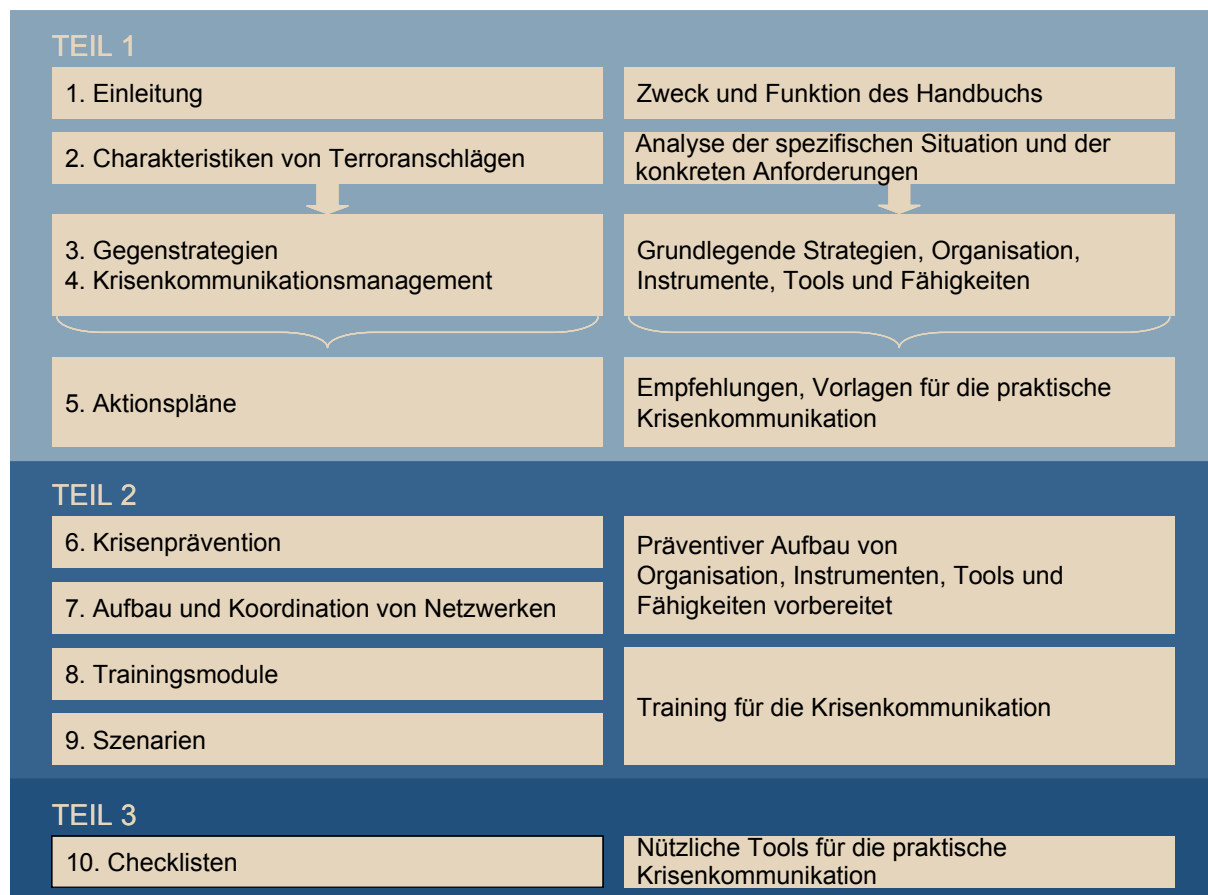 TEIL 1
1. Einleitung
Zweck und Funktion des Handbuchs
2. Charakteristiken von Terroranschlägen
Analyse der spezifischen Situation und der
konkreten Anforderungen
3. Gegenstrategien
4. Krisenkommunikationsmanagement
Grundlegende Strategien, Organisation,
Instrumente, Tools und Fähigkeiten
5. Aktionspläne
Empfehlungen, Vorlagen für die praktische
Krisenkommunikation
TEIL 2
6. Krisenprävention
7. Aufbau und Koordination von Netzwerken
Präventiver Aufbau von
Organisation, Instrumenten, Tools und
Fähigkeiten vorbereitet
8. Trainingsmodule
9. Szenarien
Training für die Krisenkommunikation
TEIL 3
10. Checklisten
Nützliche Tools für die praktische
Krisenkommunikation